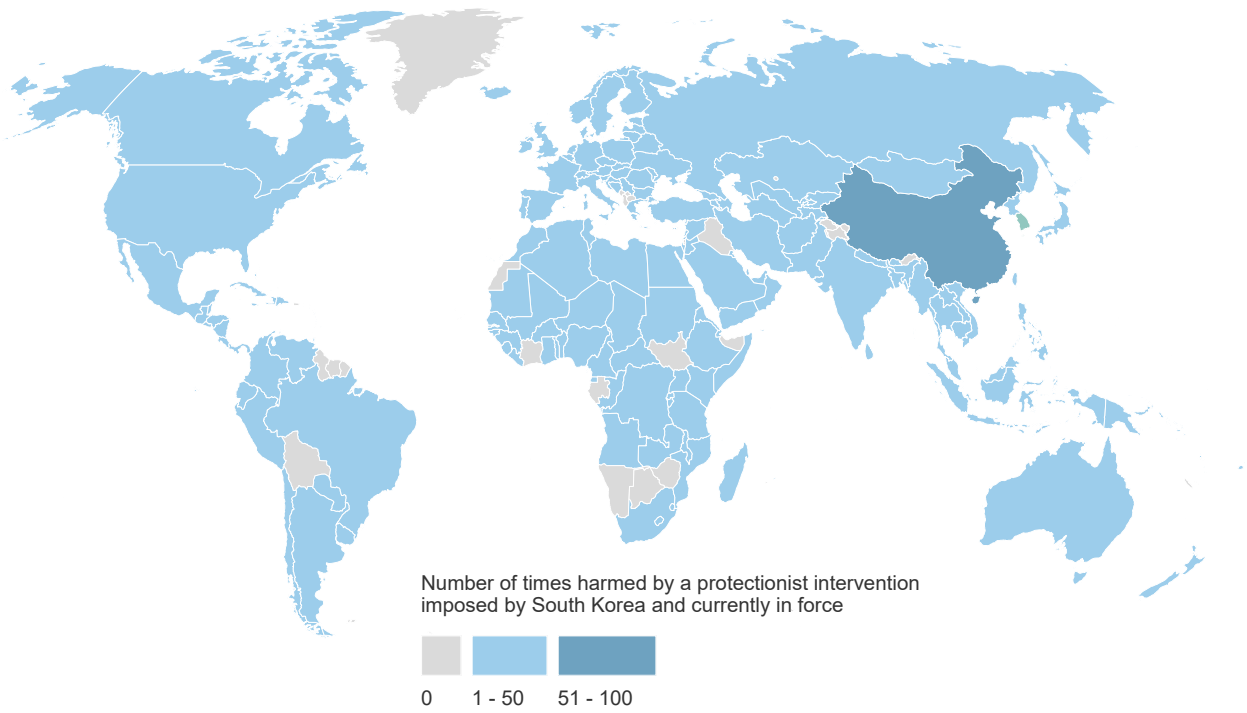 Number of times harmed by a protectionist intervention
imposed by South Korea and currently in force
0 1 - 50 51 - 100